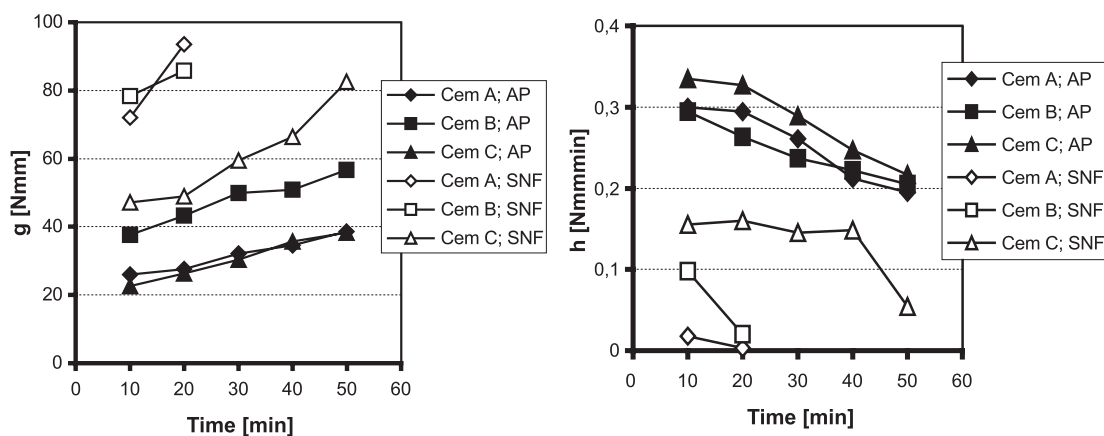 100
80
60
40
20
0
0 10 20 30 40 50 60
g [Nmm]
Time [min]
Cem A; AP
Cem B; AP
Cem C; AP
Cem A; SNF
Cem B; SNF
Cem C; SNF
0,4
0,3
0,2
0,1
0
0 10 20 30 40 50 60
h [Nmmmin]
Time [min]
Cem A; AP
Cem B; AP
Cem C; AP
Cem A; SNF
Cem B; SNF
Cem C; SNF